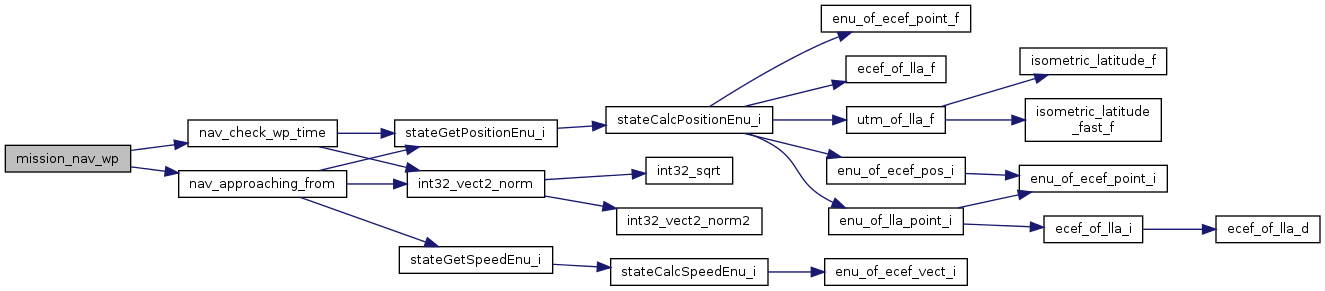 mission_nav_wp
nav_check_wp_time
nav_approaching_from
stateGetPositionEnu_i
int32_vect2_norm
stateGetSpeedEnu_i
stateCalcPositionEnu_i
int32_sqrt
int32_vect2_norm2
stateCalcSpeedEnu_i
enu_of_ecef_point_f
ecef_of_lla_f
utm_of_lla_f
enu_of_ecef_pos_i
enu_of_lla_point_i
enu_of_ecef_vect_i
isometric_latitude_f
isometric_latitude
_fast_f
enu_of_ecef_point_i
ecef_of_lla_i
ecef_of_lla_d